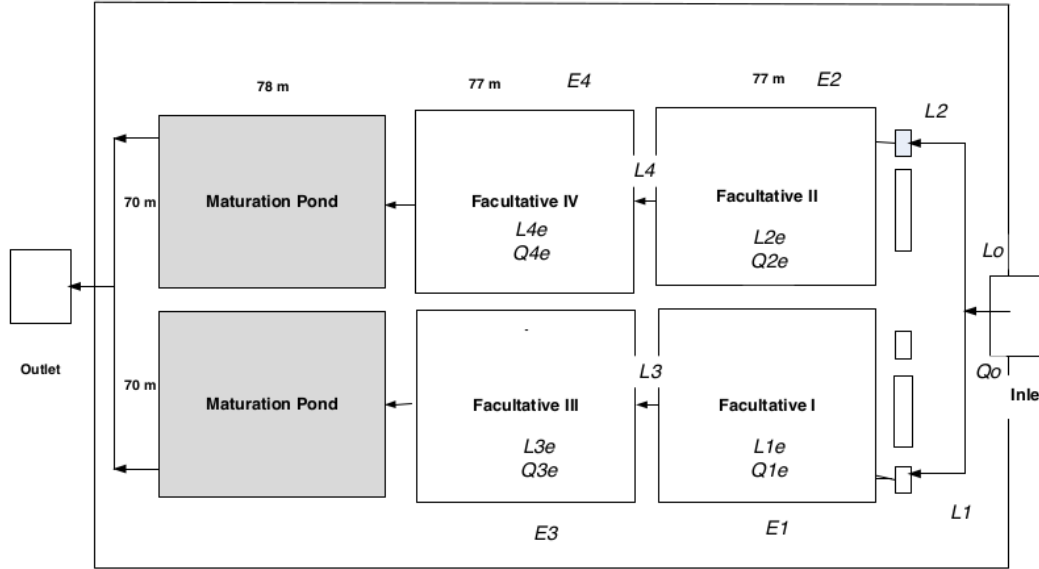 78 m
77 m
E4
77 m
E2
L2
70 m
Maturation Pond
Facultative IV
L4e
Q4e
L4
Facultative II
L2e
Q2e
Lo
Outlet
70 m
Maturation Pond
Facultative III
L3e
Q3e
L3
Facultative I
L1e
Q1e
Qo
Inle
E3
E1
L1